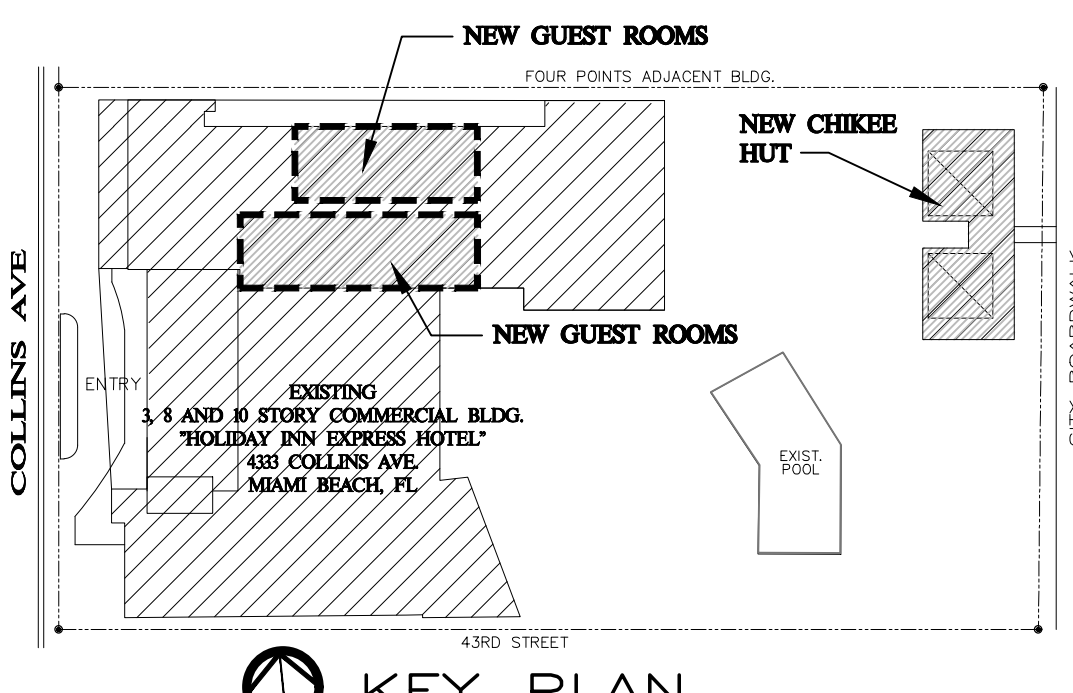 NEW GUEST ROOMS
FOUR POINTS ADJACENT BLDG.
NEW CHIKEE
HUT
COLLINS AVE
NEW GUEST ROOMS
ENTRY
EXISTING
3, 8 AND 10 STORY COMMERCIAL BLDG.
"HOLIDAY INN EXPRESS HOTEL"
4333 COLLINS AVE.
MIAMI BEACH, FL
EXIST.
POOL
CITY BOARDWALK
43RD STREET
KEY PLAN